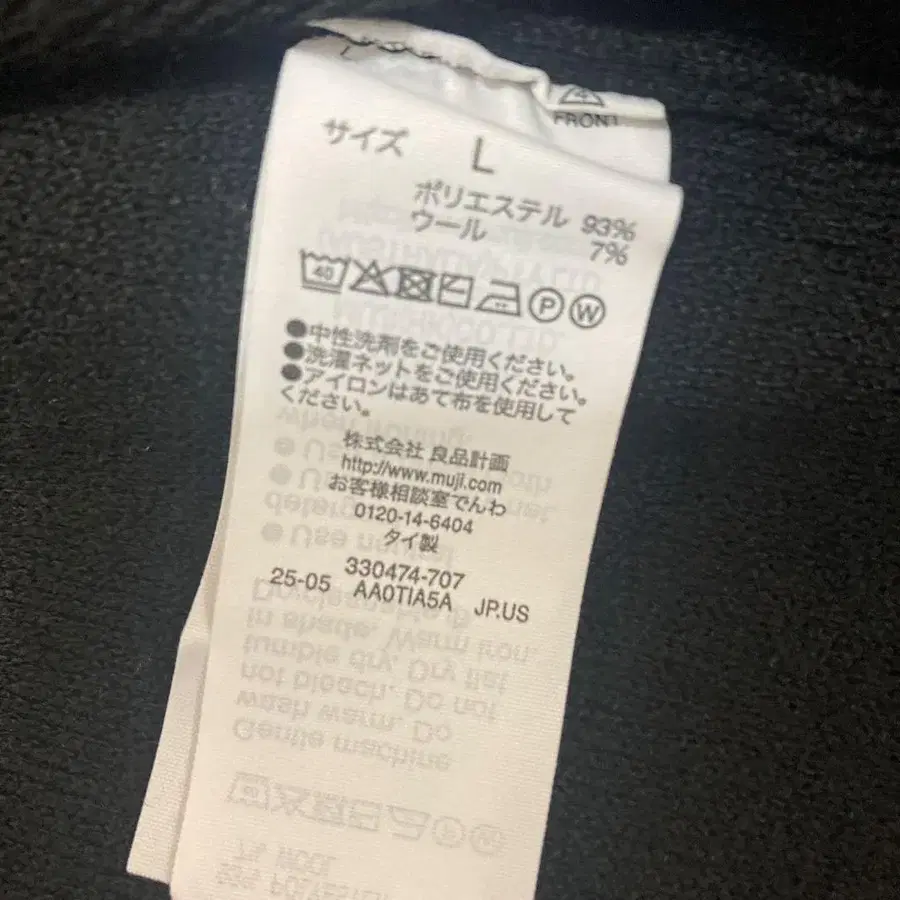 FRONT
サイズ L
ポリエステル 93%
ウール 7%
40
P W
●中性洗剤をご使用ください。
●洗濯ネットをご使用ください。
●アイロンはあて布を使用して
ください。
株式会社 良品計画
http://www.muji.com
お客様相談室でんわ
0120-14-6404
タイ製
330474-707
25-05 AA0TIA5A JP.US